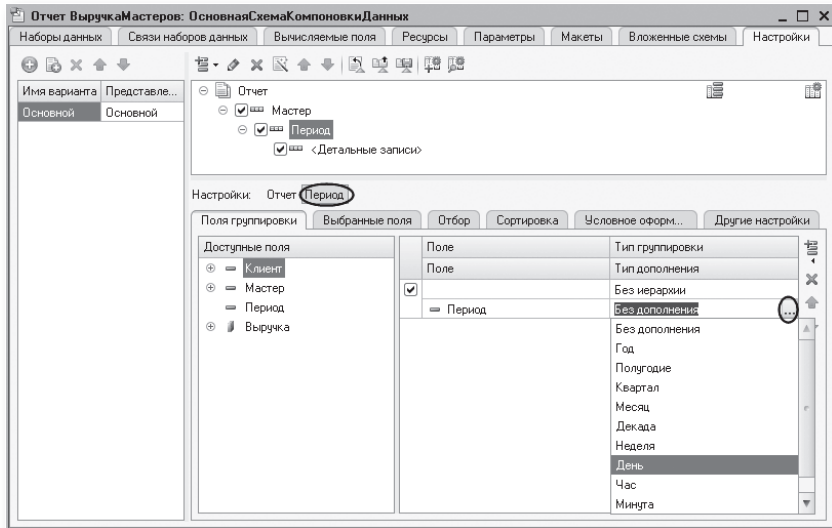 Отчет ВыручкаМастеров: ОсновнаяСхемаКомпоновкиДанных
Наборы данных Связи наборов данных Вычисляемые поля Ресурсы Параметры Макеты Вложенные схемы Настройки
Имя варианта Представле...
Основной Основной
Отчет
Мастер
Период
<Детальные записи>
Настройки: Отчет Период
Поля группировки Выбранные поля Отбор Сортировка Условное оформ... Другие настройки
Доступные поля
Клиент
Мастер
Период
Выручка
Поле Тип группировки
Поле Тип дополнения
Без иерархии
Период Без дополнения ...
Без дополнения
Год
Полугодие
Квартал
Месяц
Декада
Неделя
День
Час
Минута